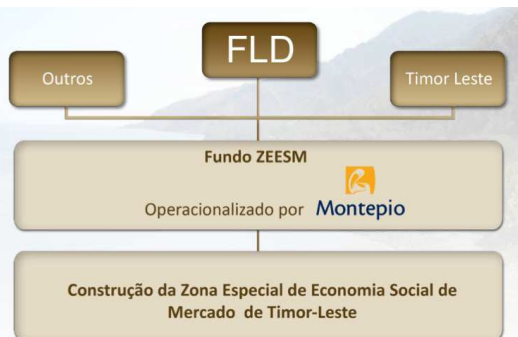 FLD
Outros
Timor Leste
Fundo ZEESM
Operacionalizado por Montepio
Construção da Zona Especial de Economia Social de
Mercado de Timor-Leste